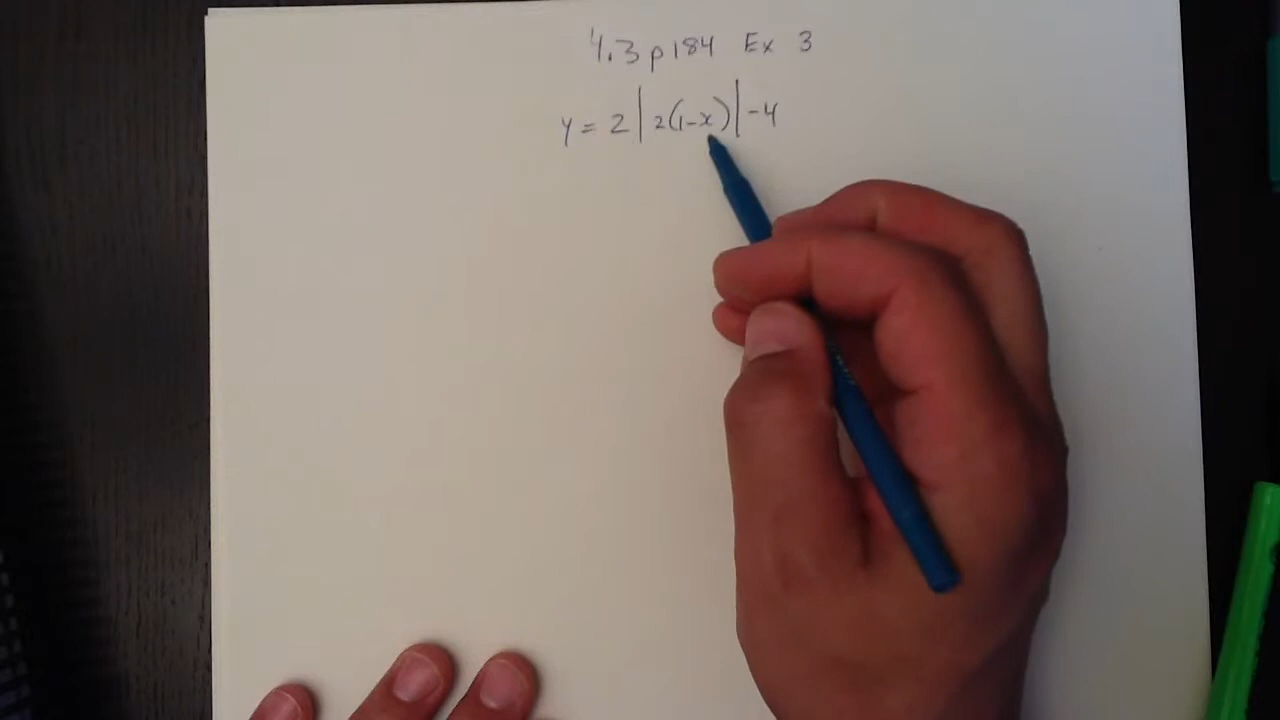 4.3 p184 Ex 3
y = 2|2(1-x)|-4